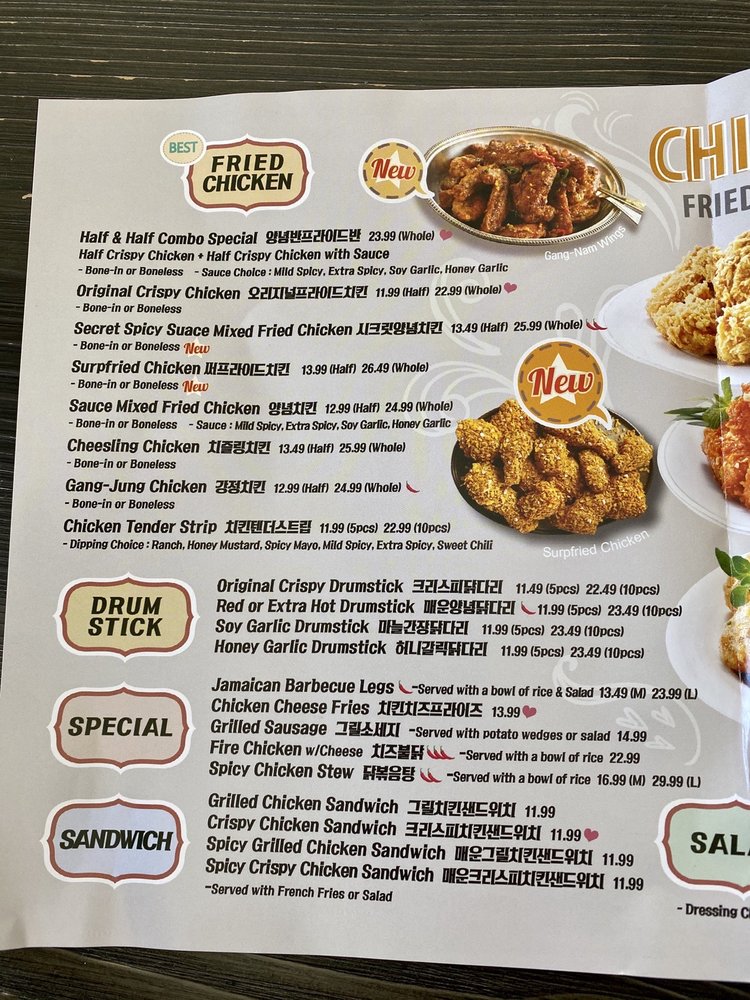 BEST
FRIED
CHICKEN
New
Gang-Nam Wings
CHI
FRIED
Half & Half Combo Special 양념반프라이드반 23.99 (Whole)
Half Crispy Chicken + Half Crispy Chicken with Sauce
- Bone-in or Boneless - Sauce Choice : Mild Spicy, Extra Spicy, Soy Garlic, Honey Garlic
Original Crispy Chicken 오리지널프라이드치킨 11.99 (Half) 22.99 (Whole)
- Bone-in or Boneless
Secret Spicy Suace Mixed Fried Chicken 시크릿양념치킨 13.49 (Half) 25.99 (Whole)
- Bone-in or Boneless New
Surpfried Chicken 퍼프라이드치킨 13.99 (Half) 26.49 (Whole)
- Bone-in or Boneless New
Sauce Mixed Fried Chicken 양념치킨 12.99 (Half) 24.99 (Whole)
- Bone-in or Boneless - Sauce : Mild Spicy, Extra Spicy, Soy Garlic, Honey Garlic
Cheesling Chicken 치즐링치킨 13.49 (Half) 25.99 (Whole)
- Bone-in or Boneless
Gang-Jung Chicken 강정치킨 12.99 (Half) 24.99 (Whole)
- Bone-in or Boneless
Chicken Tender Strip 치킨텐더스트립 11.99 (5pcs) 22.99 (10pcs)
- Dipping Choice : Ranch, Honey Mustard, Spicy Mayo, Mild Spicy, Extra Spicy, Sweet Chili
New
Surpfried Chicken
DRUM
STICK
Original Crispy Drumstick 크리스피닭다리 11.49 (5pcs) 22.49 (10pcs)
Red or Extra Hot Drumstick 매운양념닭다리 11.99 (5pcs) 23.49 (10pcs)
Soy Garlic Drumstick 마늘간장닭다리 11.99 (5pcs) 23.49 (10pcs)
Honey Garlic Drumstick 허니갈릭닭다리 11.99 (5pcs) 23.49 (10pcs)
SPECIAL
Jamaican Barbecue Legs -Served with a bowl of rice & Salad 13.49 (M) 23.99 (L)
Chicken Cheese Fries 치킨치즈프라이즈 13.99
Grilled Sausage 그릴소세지 -Served with potato wedges or salad 14.99
Fire Chicken w/Cheese 치즈불닭 -Served with a bowl of rice 22.99
Spicy Chicken Stew 닭볶음탕 -Served with a bowl of rice 16.99 (M) 29.99 (L)
SANDWICH
Grilled Chicken Sandwich 그릴치킨샌드위치 11.99
Crispy Chicken Sandwich 크리스피치킨샌드위치 11.99
Spicy Grilled Chicken Sandwich 매운그릴치킨샌드위치 11.99
Spicy Crispy Chicken Sandwich 매운크리스피치킨샌드위치 11.99
-Served with French Fries or Salad
SALA
- Dressing C